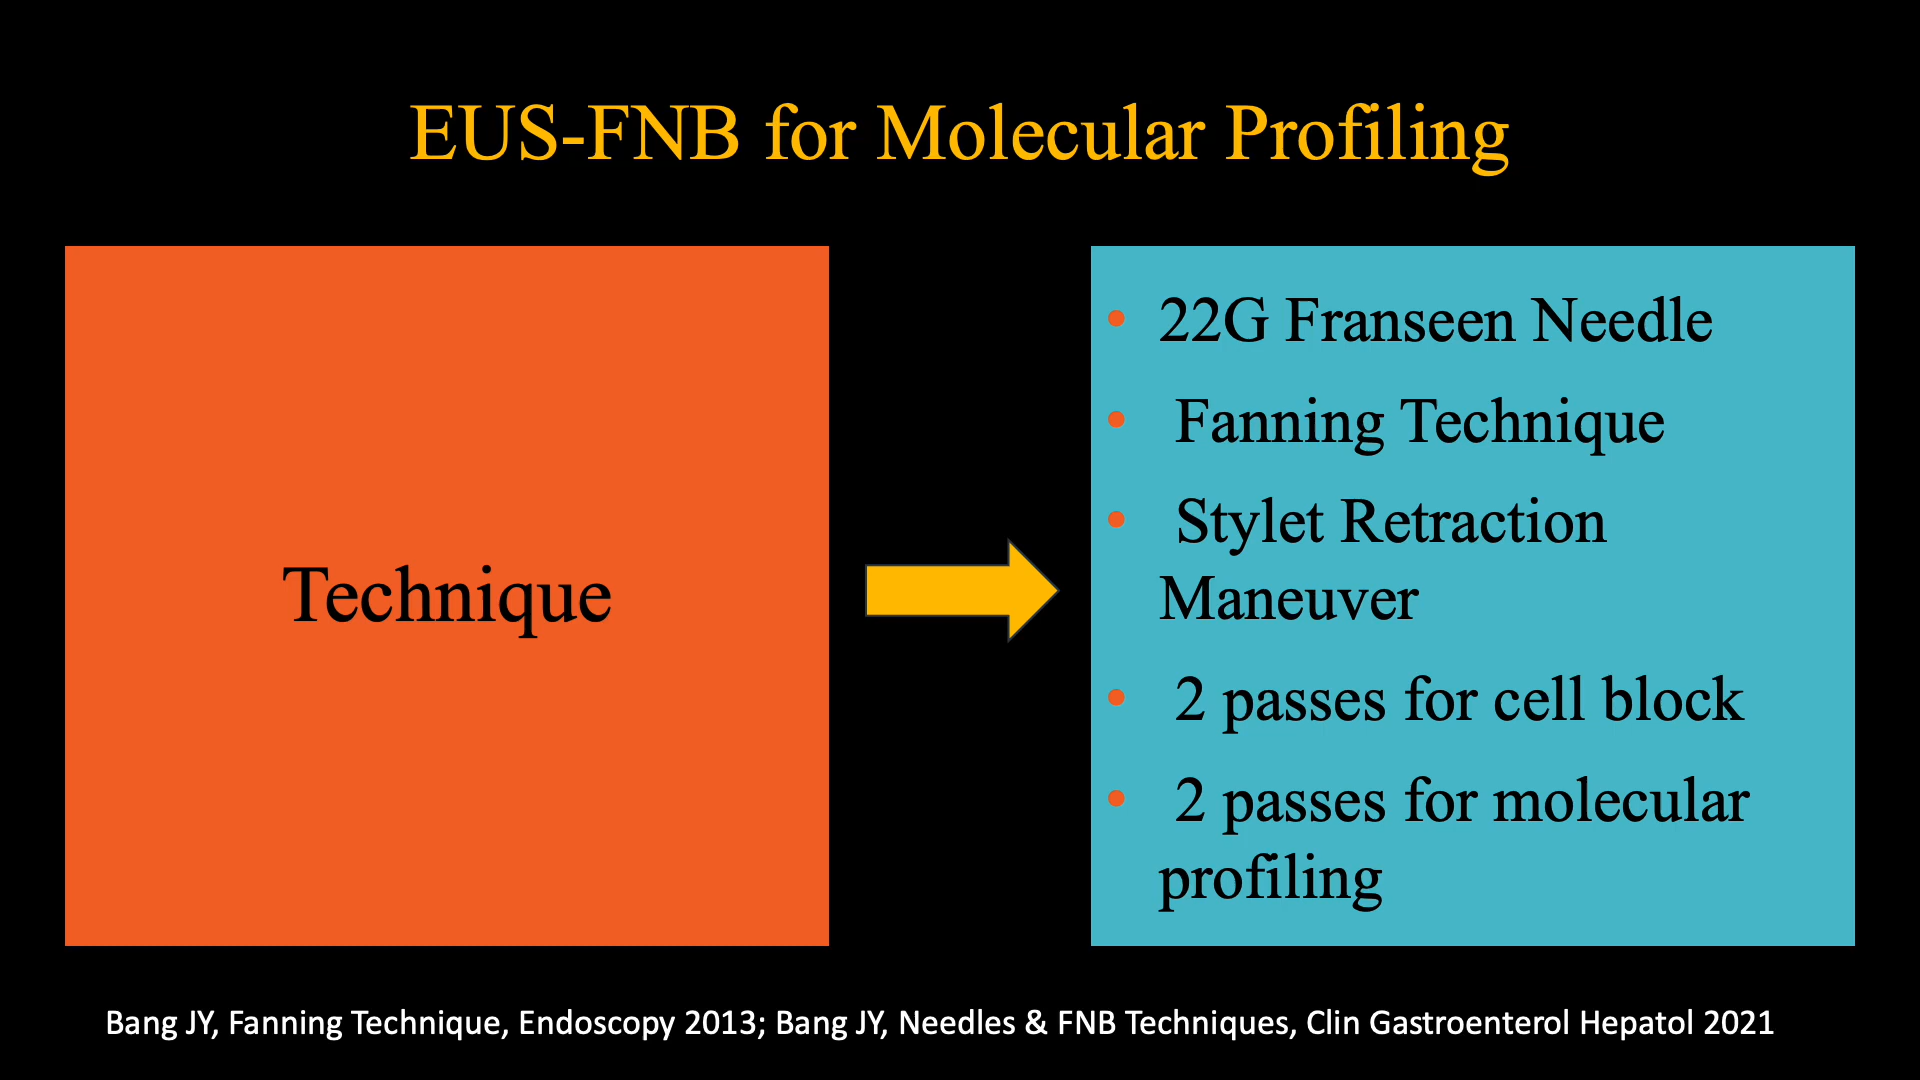 EUS-FNB for Molecular Profiling
Technique
• 22G Franseen Needle
• Fanning Technique
• Stylet Retraction
Maneuver
• 2 passes for cell block
• 2 passes for molecular
profiling
Bang JY, Fanning Technique, Endoscopy 2013; Bang JY, Needles & FNB Techniques, Clin Gastroenterol Hepatol 2021